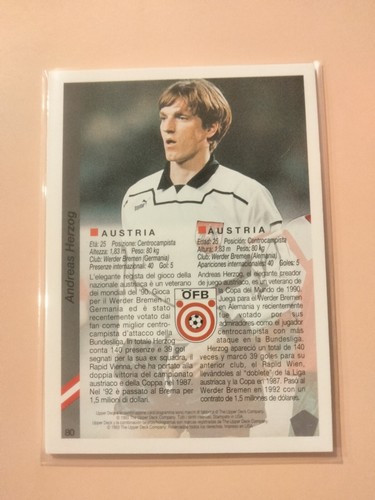 Andreas Herzog
80
AUSTRIA
Età: 25 Posizione: Centrocampista
Altezza: 1,83 m Peso: 80 kg
Club: Werder Bremen (Germania)
Presenze internazionali: 40 Gol: 5
L'elegante regista del gioco della
nazionale austriaca è un veterano
dei mondiali del '90. Gioca
per il Werder Bremen, in
Germania ed è stato
recentemente votato dai
fan come miglior centro-
campista d'attacco della
Bundesliga. In totale Herzog
conta 140 presenze e 39 gol
segnati per la sua ex squadra,
Rapid Vienna, che ha portato alla
doppia vittoria del campionato
austriaco e della Coppa in 1987.
Nel '92 è passato al Brema per
1,5 milioni di dollari.
AUSTRIA
Edad: 25 Posición: Centrocampista
Altura: 1,83 m Peso: 80 kg
Club: Werder Bremen (Alemania)
Apariciones internacionales: 40 Goles: 5
Andreas Herzog, el elegante creador
de juego austriaco, es un veterano de
la Copa del Mundo de 1990.
Juega para el Werder Bremen
en Alemania y recientemente
votado por sus
admiradores como el jugador
centrocampista con más
ataque en la Bundesliga.
Herzog apareció un total de 140
veces, y marcó 39 goles para su
anterior club, el Rapid Wien,
llevándolos al "doblete" de la Liga
austriaca y la Copa en 1987. Pasó al
Werder Bremen en 1992 con un
contrato de 1,5 millones de dólares.
ÖFB